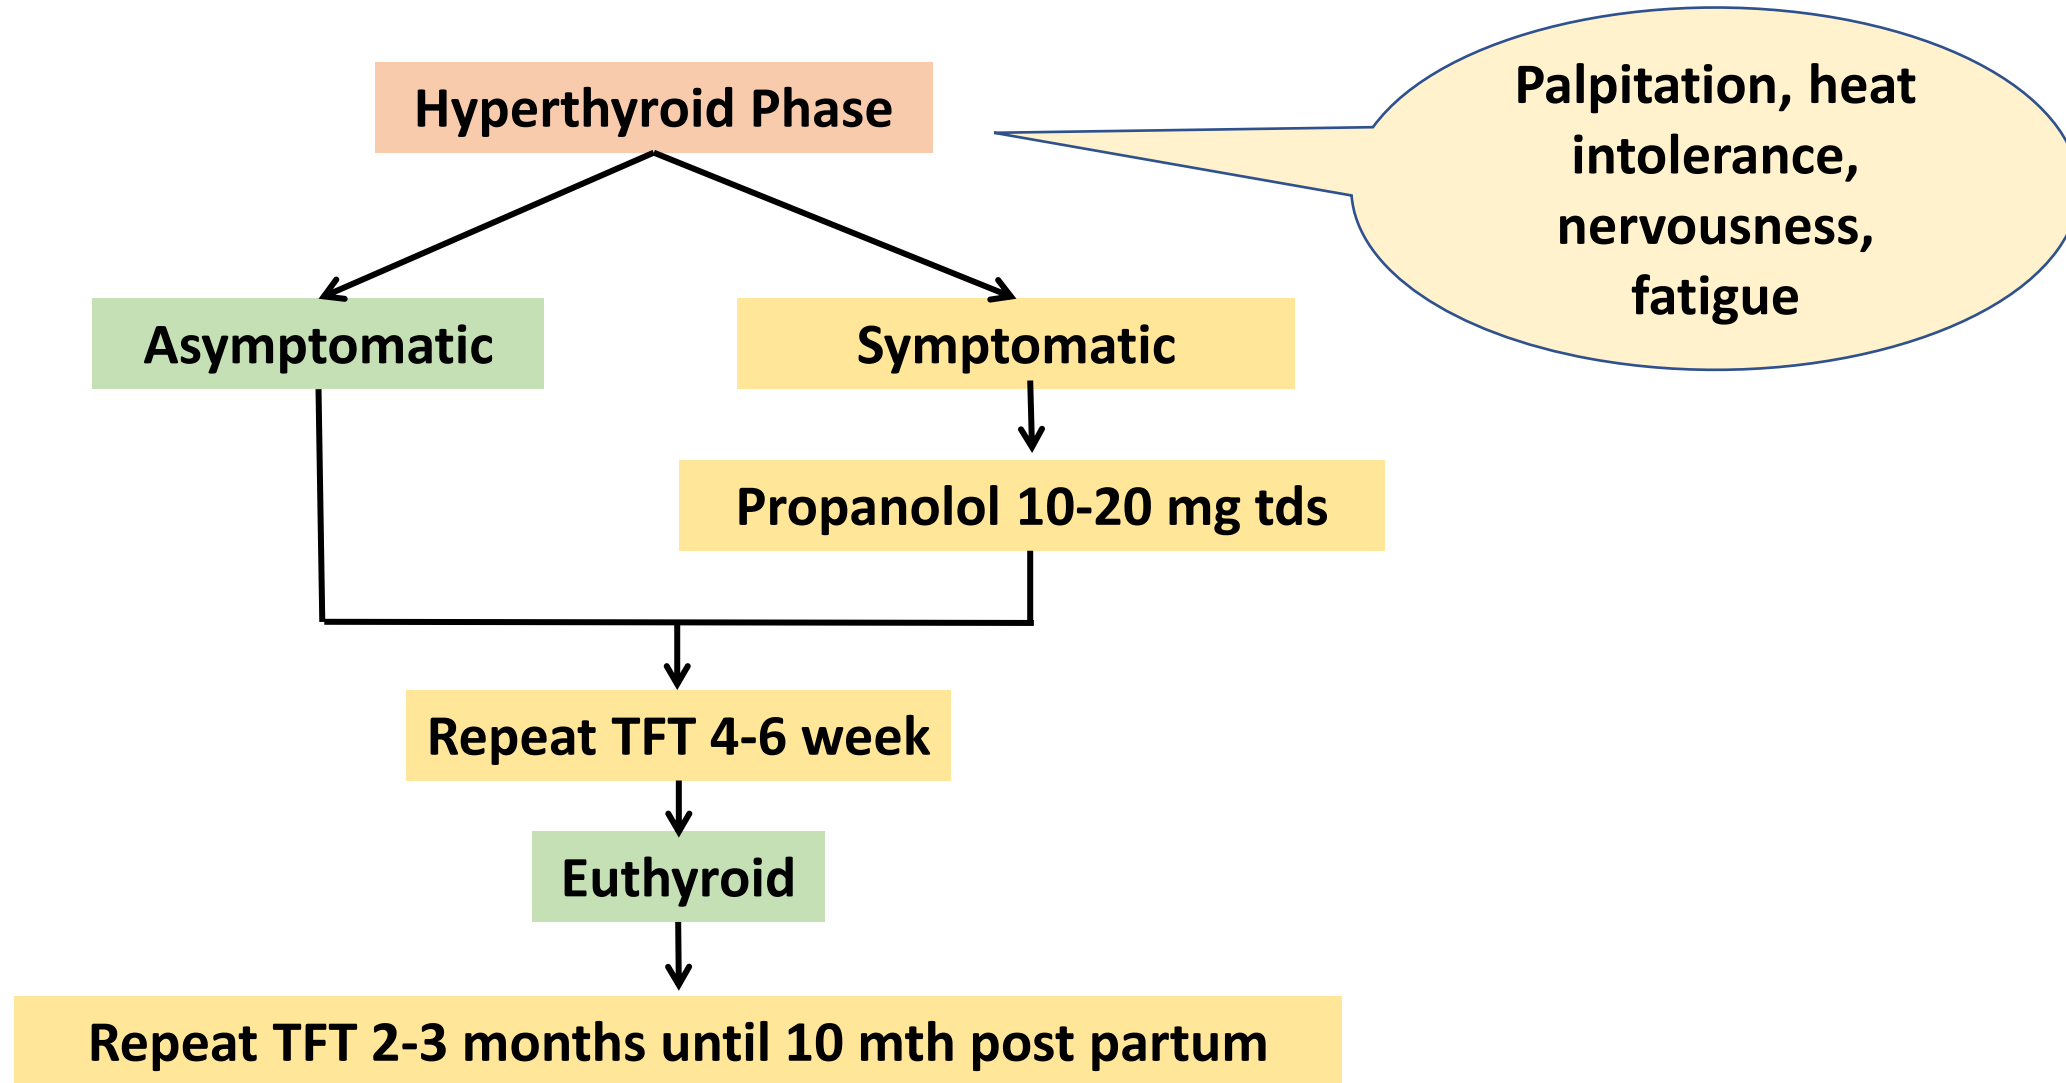 Hyperthyroid Phase
Palpitation, heat
intolerance,
nervousness,
fatigue
Asymptomatic
Symptomatic
Propanolol 10-20 mg tds
Repeat TFT 4-6 week
Euthyroid
Repeat TFT 2-3 months until 10 mth post partum